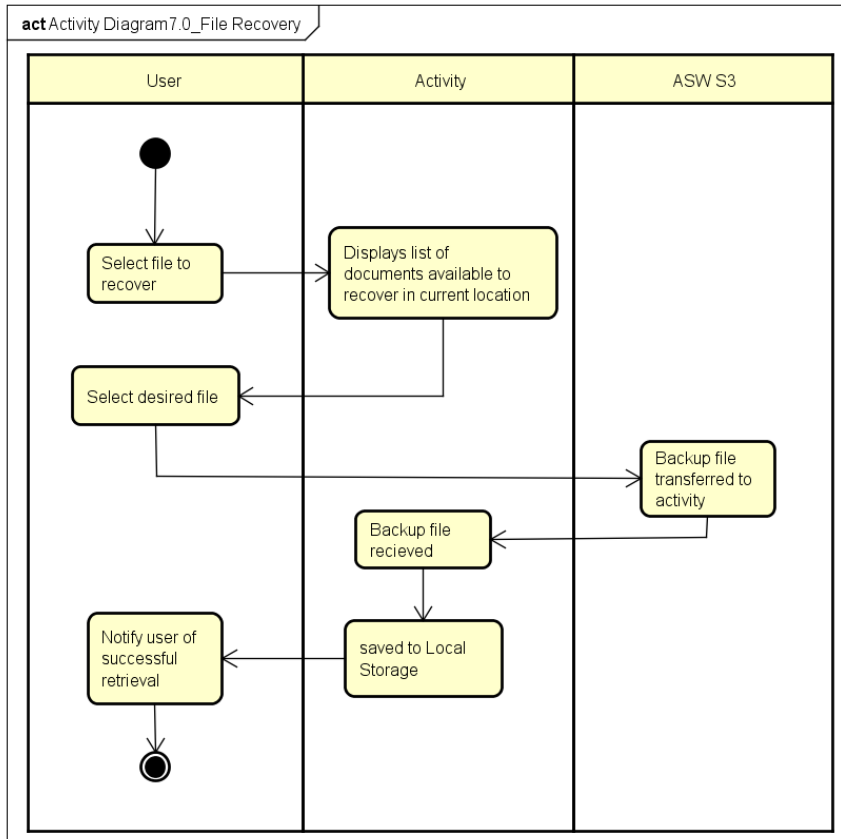 act Activity Diagram7.0_File Recovery
User
Activity
ASW S3
Select file to
recover
Displays list of
documents available to
recover in current location
Select desired file
Backup file
transferred to
activity
Backup file
recieved
saved to Local
Storage
Notify user of
successful
retrieval